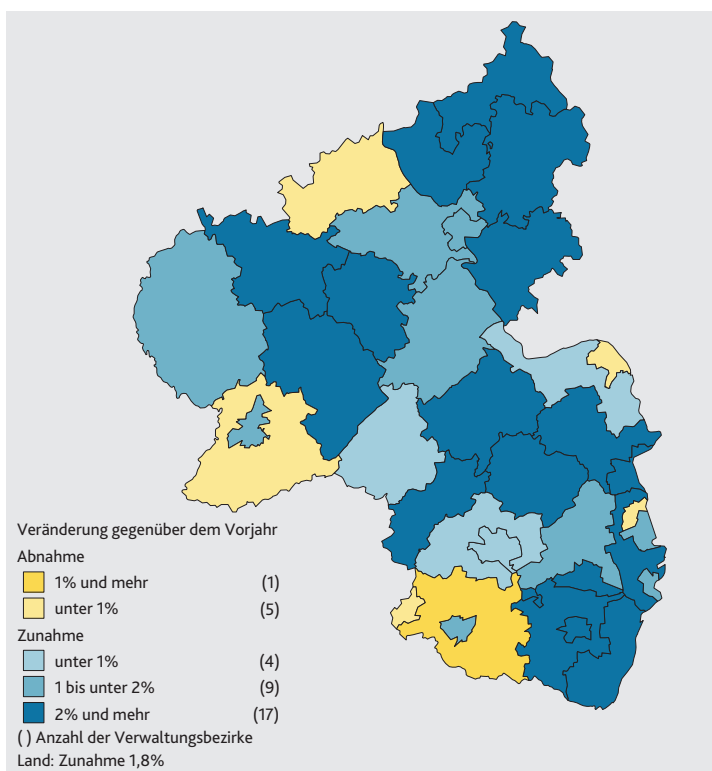 Veränderung gegenüber dem Vorjahr
Abnahme
1% und mehr (1)
unter 1% (5)
Zunahme
unter 1% (4)
1 bis unter 2% (9)
2% und mehr (17)
( ) Anzahl der Verwaltungsbezirke
Land: Zunahme 1,8%